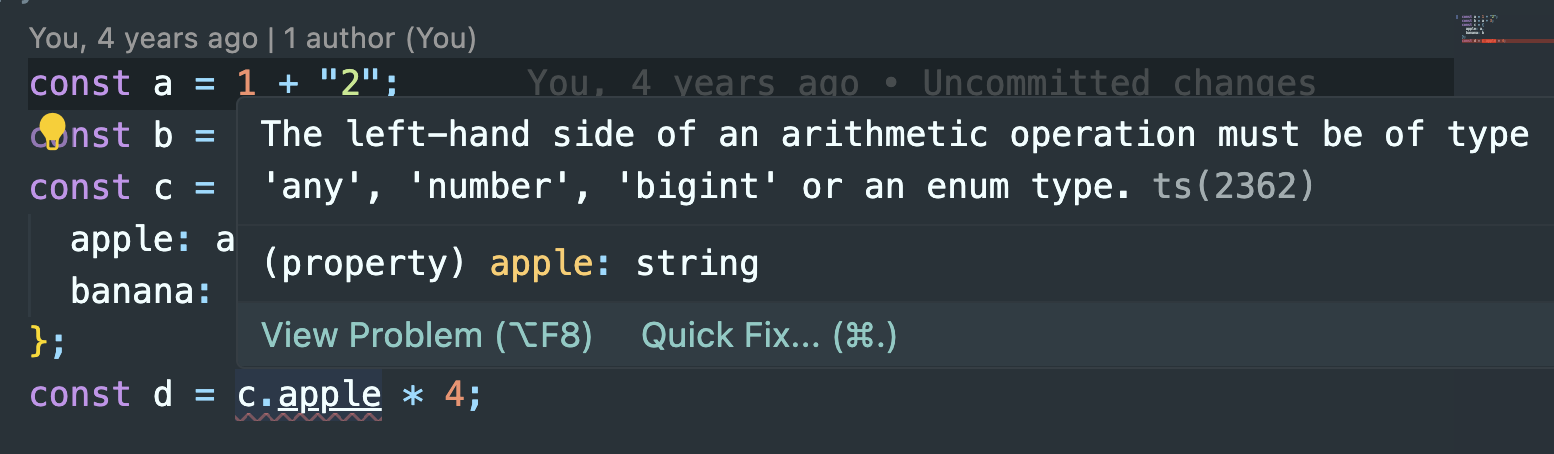 You, 4 years ago | 1 author (You)
const a = 1 + "2";    You, 4 years ago • Uncommitted changes
const b =
The left-hand side of an arithmetic operation must be of type
const c =
'any', 'number', 'bigint' or an enum type. ts(2362)
apple: a
(property) apple: string
banana:
};
View Problem (⌥F8)    Quick Fix... (⌘.)
const d = c.apple * 4;